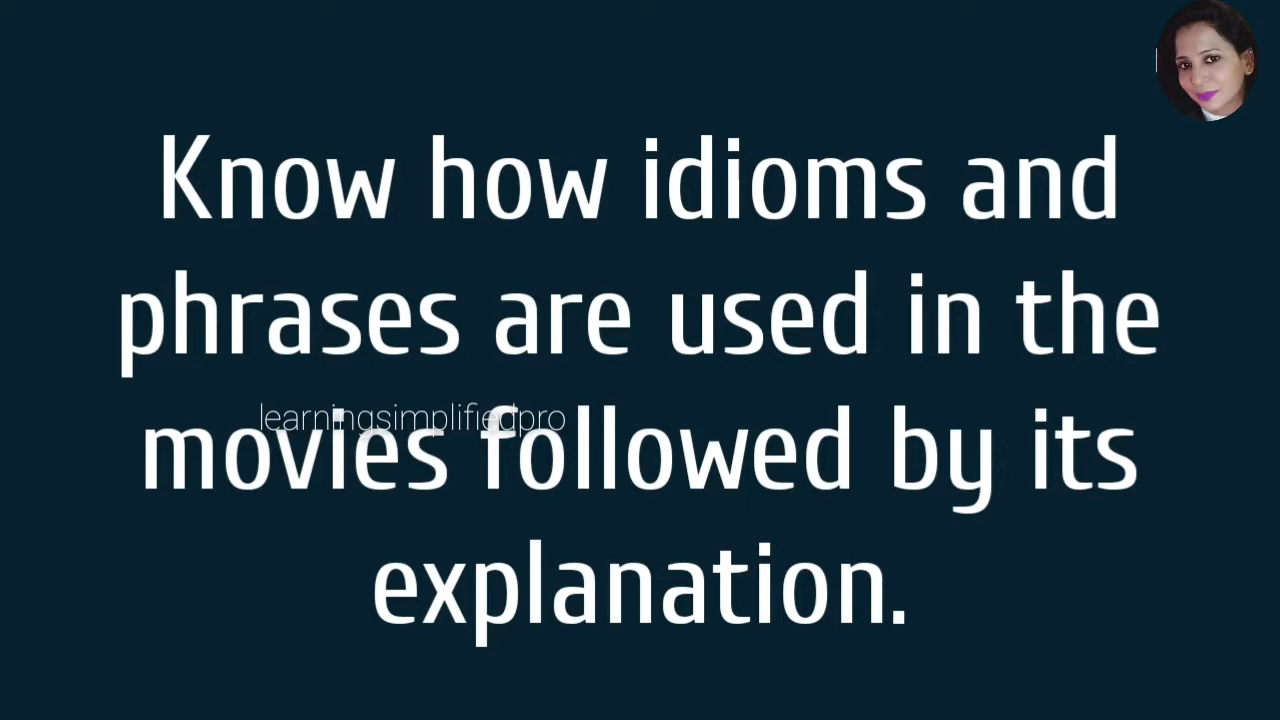 Know how idioms and
phrases are used in the
learningsimplifiedpro
movies followed by its
explanation.